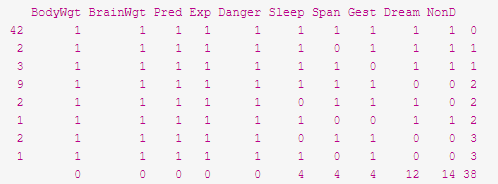 BodyWgt BrainWgt Pred Exp Danger Sleep Span Gest Dream NonD
42 1 1 1 1 1 1 1 1 1 1 0
2 1 1 1 1 1 1 0 1 1 1 1
3 1 1 1 1 1 1 1 0 1 1 1
9 1 1 1 1 1 1 1 1 0 0 2
2 1 1 1 1 1 0 1 1 1 0 2
1 1 1 1 1 1 1 0 0 1 1 2
2 1 1 1 1 1 0 1 1 0 0 3
1 1 1 1 1 1 1 0 1 0 0 3
0 0 0 0 0 4 4 4 12 14 38